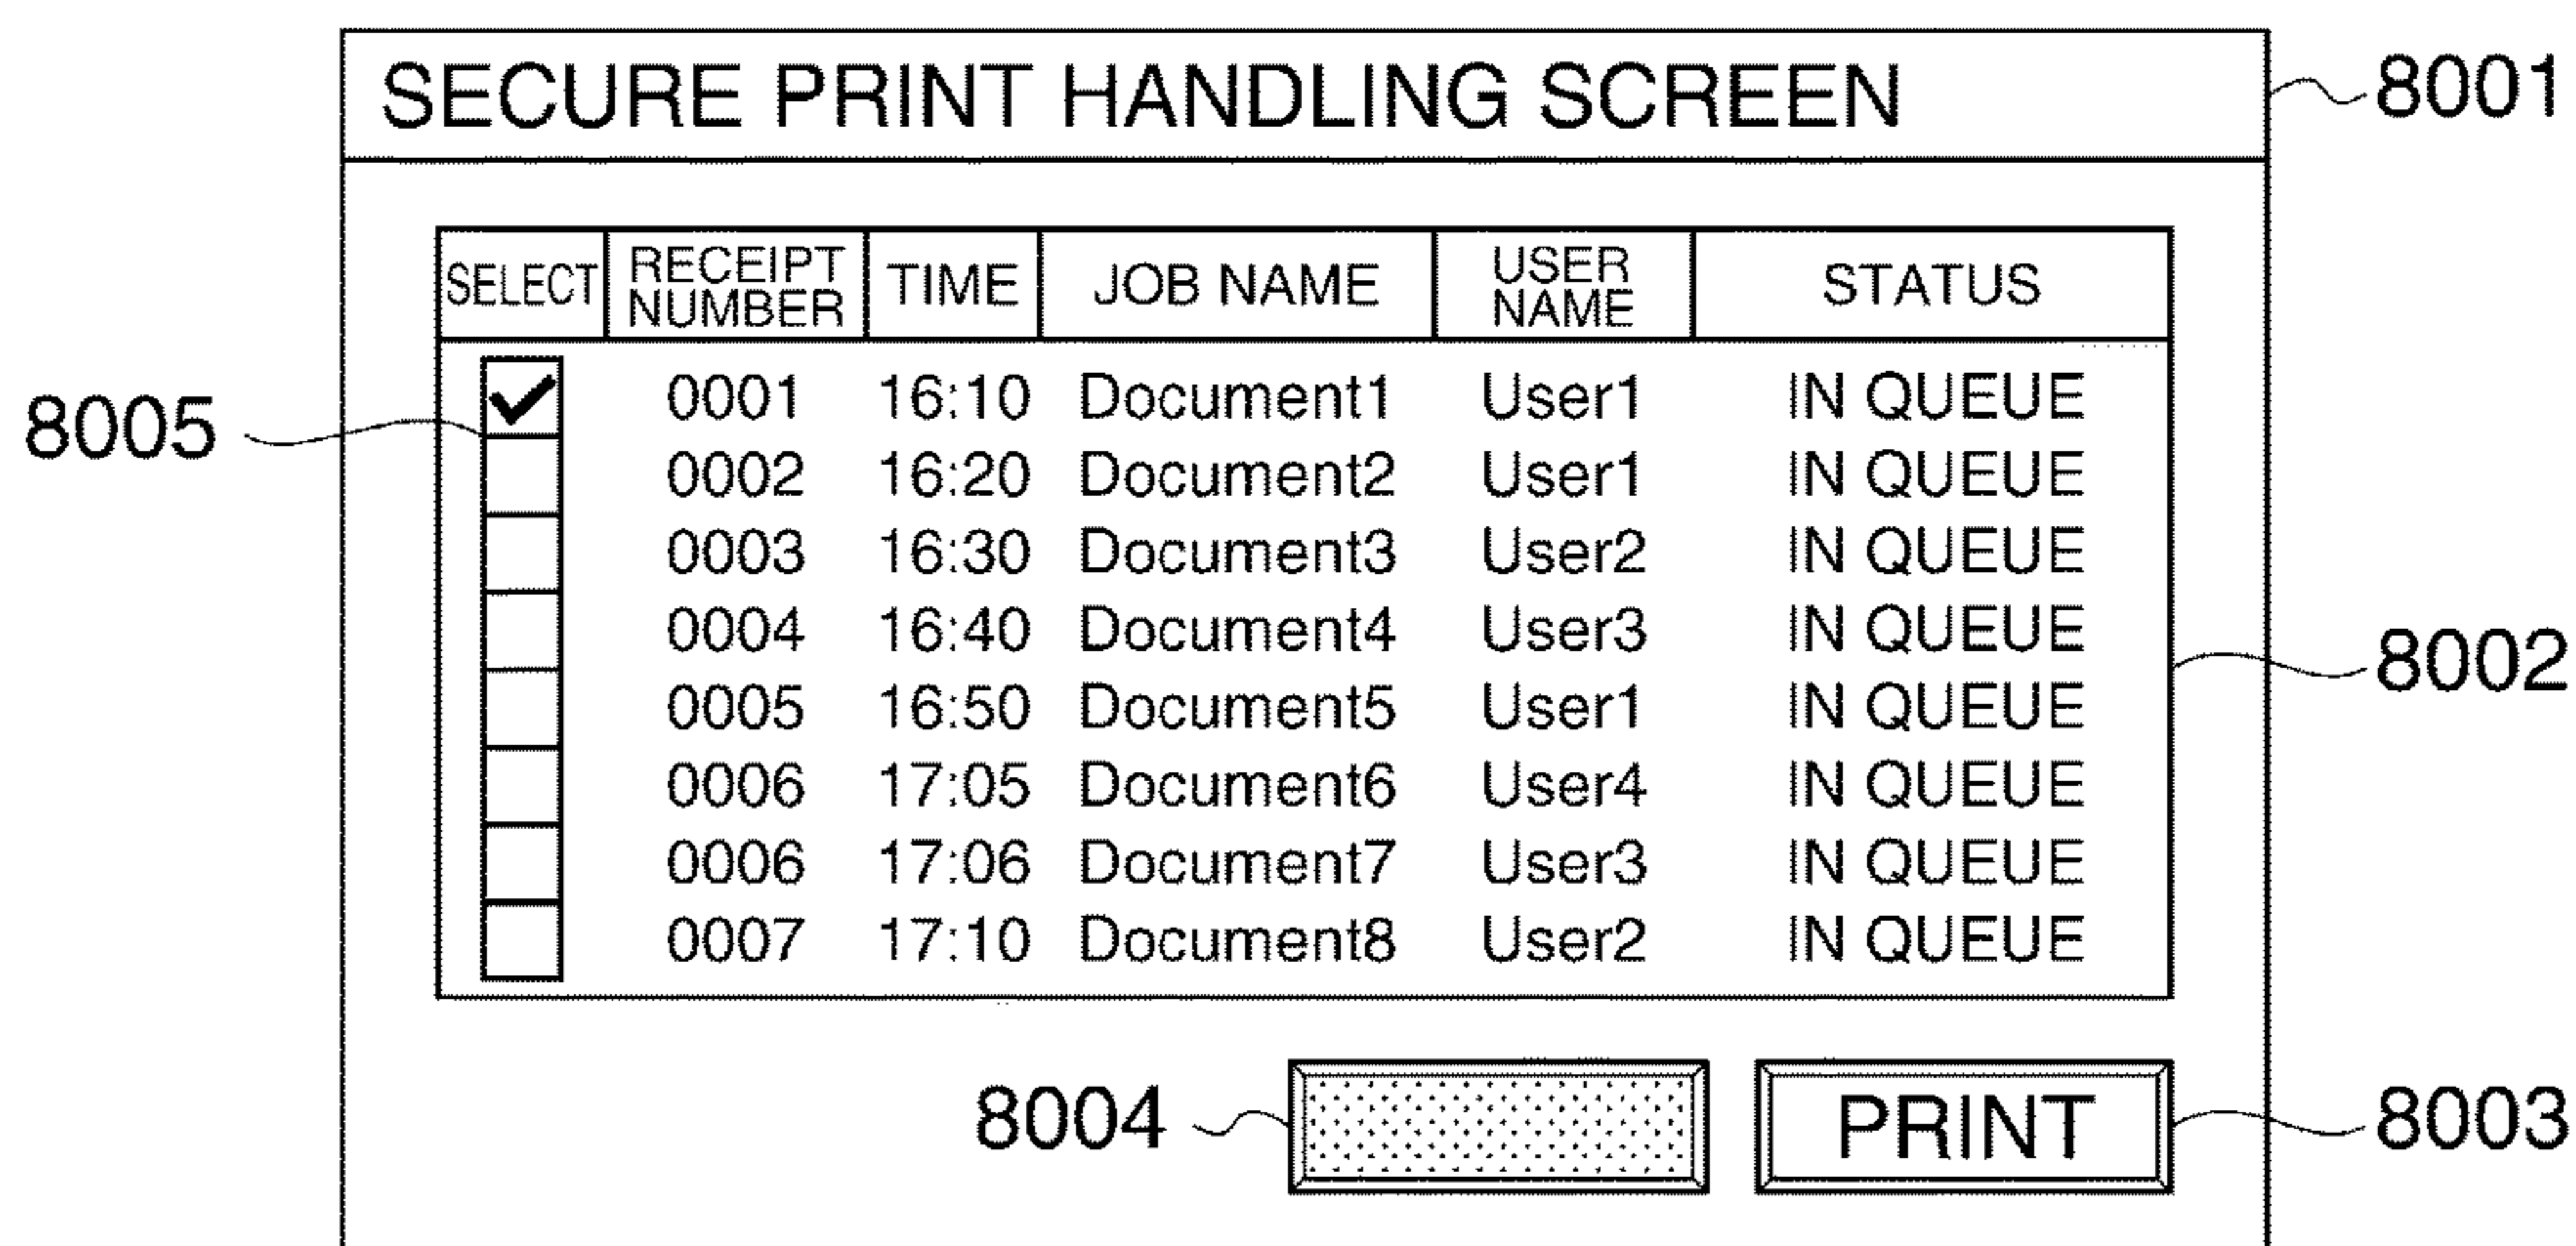 SECURE PRINT HANDLING SCREEN
8001
SELECT RECEIPT NUMBER TIME JOB NAME USER NAME STATUS
0001 16:10 Document1 User1 IN QUEUE
8005
0002 16:20 Document2 User1 IN QUEUE
0003 16:30 Document3 User2 IN QUEUE
0004 16:40 Document4 User3 IN QUEUE
8002
0005 16:50 Document5 User1 IN QUEUE
0006 17:05 Document6 User4 IN QUEUE
0006 17:06 Document7 User3 IN QUEUE
0007 17:10 Document8 User2 IN QUEUE
8004 PRINT 8003